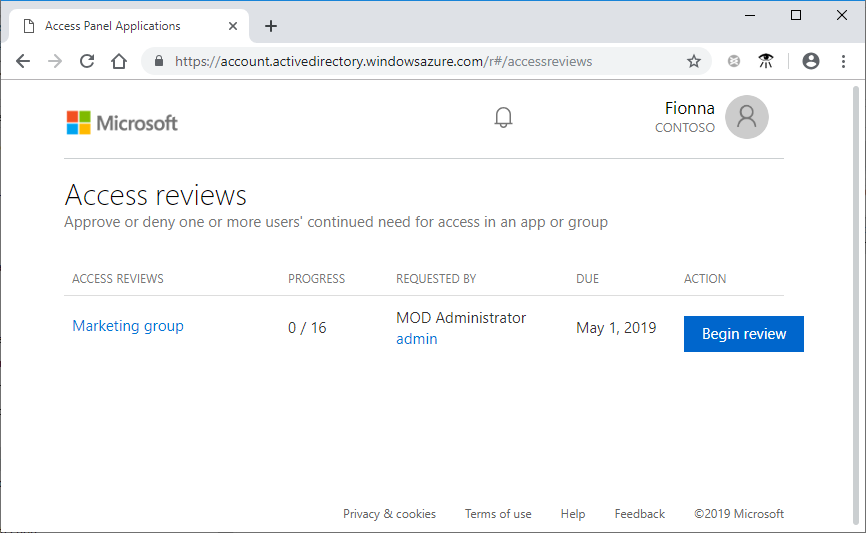 Access Panel Applications
https://account.activedirectory.windowsazure.com/r#/accessreviews
Microsoft
Fionna
CONTOSO
Access reviews
Approve or deny one or more users' continued need for access in an app or group
ACCESS REVIEWS PROGRESS REQUESTED BY DUE ACTION
Marketing group 0 / 16 MOD Administrator May 1, 2019 Begin review
admin
Privacy & cookies Terms of use Help Feedback ©2019 Microsoft